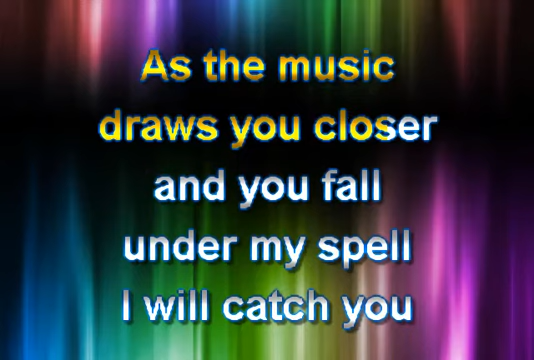 As the music
draws you closer
and you fall
under my spell
I will catch you